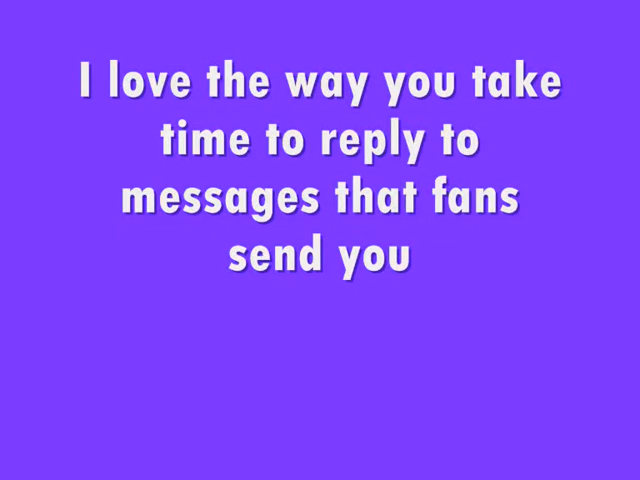 I love the way you take
time to reply to
messages that fans
send you